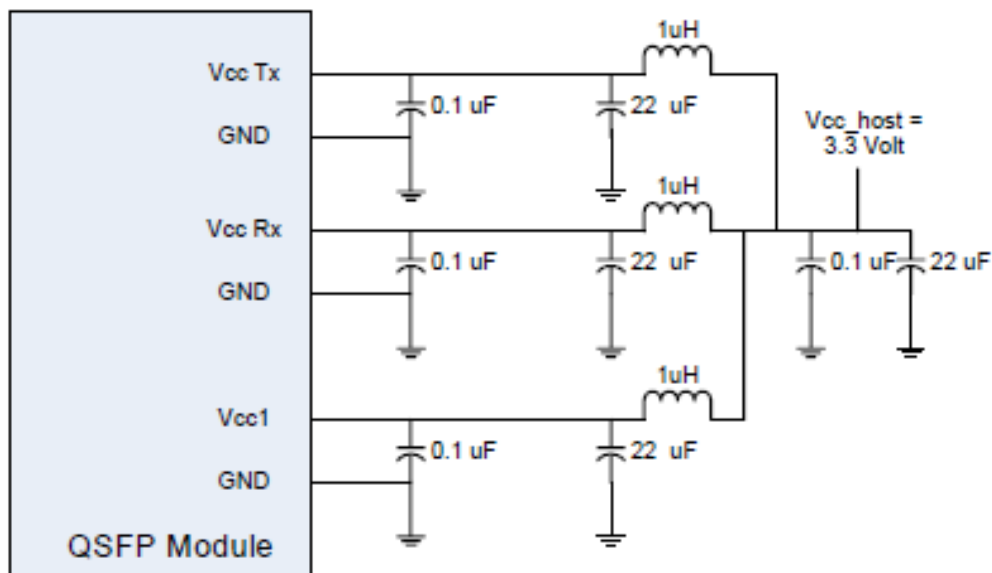 1uH
Vcc Tx
0.1 uF
22 uF
GND
Vcc_host =
3.3 Volt
1uH
Vcc Rx
0.1 uF
22 uF
0.1 uF
22 uF
GND
1uH
Vcc1
0.1 uF
22 uF
GND
QSFP Module